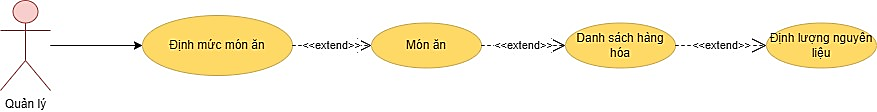 Định mức món ăn
<<extend>>
Món ăn
<<extend>>
Danh sách hàng
hóa
<<extend>>
Định lượng nguyên
liệu
Quản lý